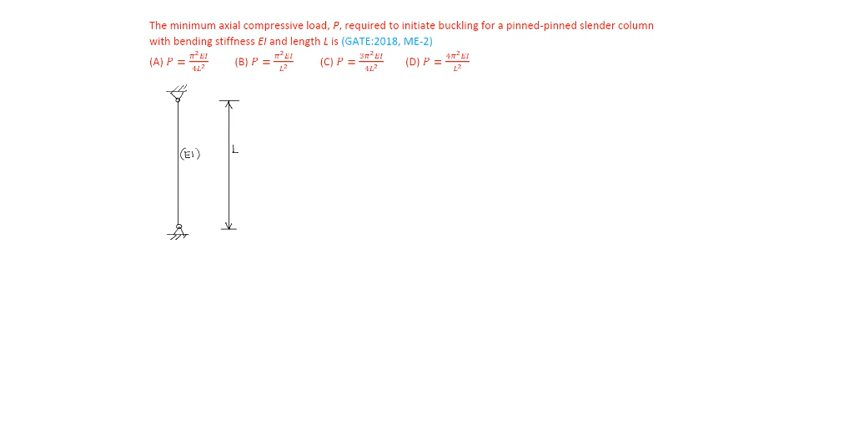 The minimum axial compressive load, P, required to initiate buckling for a pinned-pinned slender column
with bending stiffness EI and length L is (GATE:2018, ME-2)
(A) P = π²EI/4L² (B) P = π²EI/L² (C) P = 3π²EI/4L² (D) P = 4π²EI/L²
(EI) L